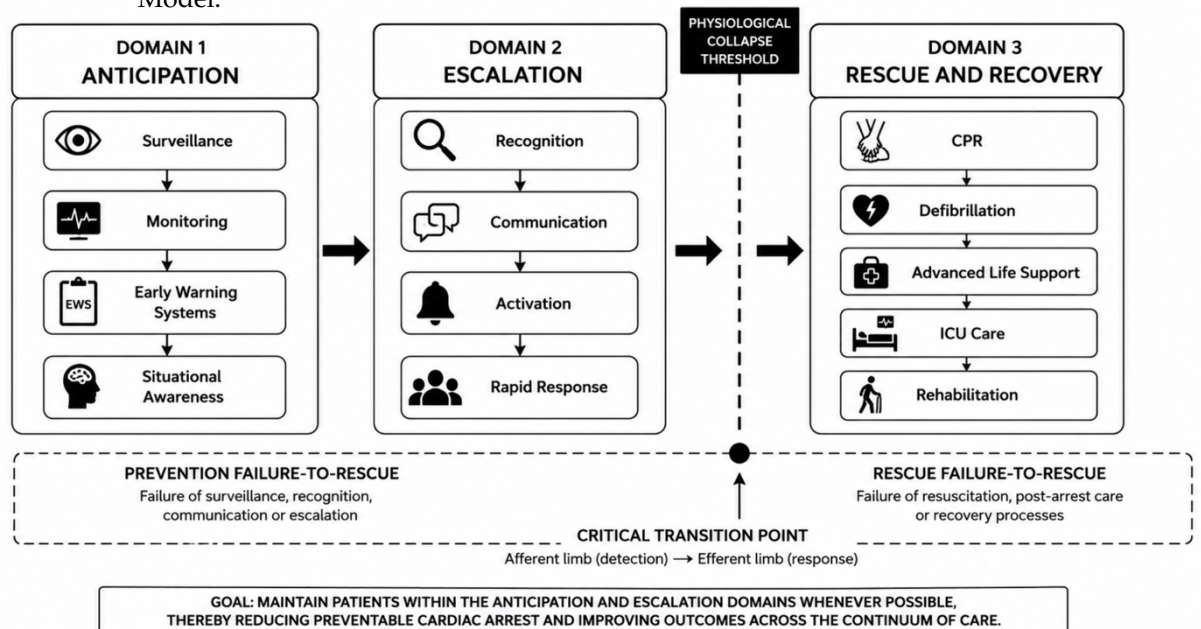 Model.
DOMAIN 1
ANTICIPATION
Surveillance
Monitoring
EWS
Early Warning
Systems
Situational
Awareness
DOMAIN 2
ESCALATION
Recognition
Communication
Activation
Rapid Response
PHYSIOLOGICAL
COLLAPSE
THRESHOLD
DOMAIN 3
RESCUE AND RECOVERY
CPR
Defibrillation
Advanced Life Support
ICU Care
Rehabilitation
PREVENTION FAILURE-TO-RESCUE
Failure of surveillance, recognition,
communication or escalation
RESCUE FAILURE-TO-RESCUE
Failure of resuscitation, post-arrest care
or recovery processes
CRITICAL TRANSITION POINT
Afferent limb (detection) → Efferent limb (response)
GOAL: MAINTAIN PATIENTS WITHIN THE ANTICIPATION AND ESCALATION DOMAINS WHENEVER POSSIBLE,
THEREBY REDUCING PREVENTABLE CARDIAC ARREST AND IMPROVING OUTCOMES ACROSS THE CONTINUUM OF CARE.